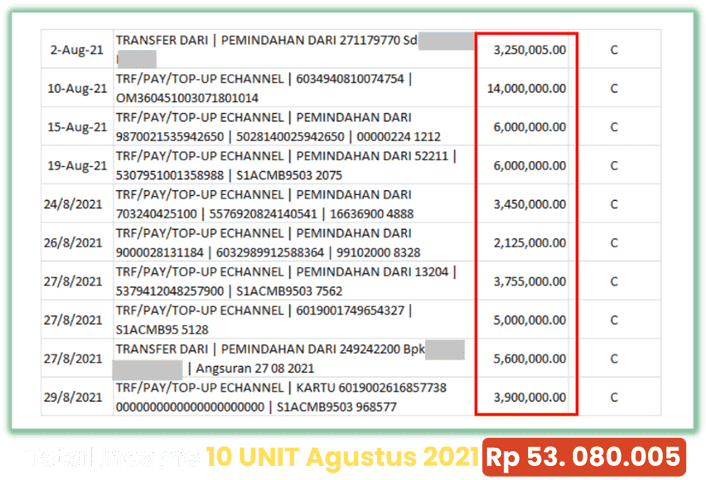 2-Aug-21 TRANSFER DARI | PEMINDAHAN DARI 271179770 Sd 3,250,005.00 C
10-Aug-21 TRF/PAY/TOP-UP ECHANNEL | 6034940810074754 | 14,000,000.00 C
OM360451003071801014
15-Aug-21 TRF/PAY/TOP-UP ECHANNEL | PEMINDAHAN DARI 6,000,000.00 C
9870021535942650 | 5028140025942650 | 00000224 1212
19-Aug-21 TRF/PAY/TOP-UP ECHANNEL | PEMINDAHAN DARI 52211 | 6,000,000.00 C
5307951001358988 | S1ACMB9503 2075
24/8/2021 TRF/PAY/TOP-UP ECHANNEL | PEMINDAHAN DARI 3,450,000.00 C
703240425100 | 5576920824140541 | 16636900 4888
26/8/2021 TRF/PAY/TOP-UP ECHANNEL | PEMINDAHAN DARI 2,125,000.00 C
9000028131184 | 6032989912588364 | 99102000 8328
27/8/2021 TRF/PAY/TOP-UP ECHANNEL | PEMINDAHAN DARI 13204 | 3,755,000.00 C
5379412048257900 | S1ACMB9503 7562
27/8/2021 TRF/PAY/TOP-UP ECHANNEL | 6019001749654327 | 5,000,000.00 C
S1ACMB95 5128
27/8/2021 TRANSFER DARI | PEMINDAHAN DARI 249242200 Bpk 5,600,000.00 C
| Angsuran 27 08 2021
29/8/2021 TRF/PAY/TOP-UP ECHANNEL | KARTU 6019002616857738 3,900,000.00 C
0000000000000000000000 | S1ACMB9503 968577
Total Income 10 UNIT Agustus 2021 Rp 53. 080.005